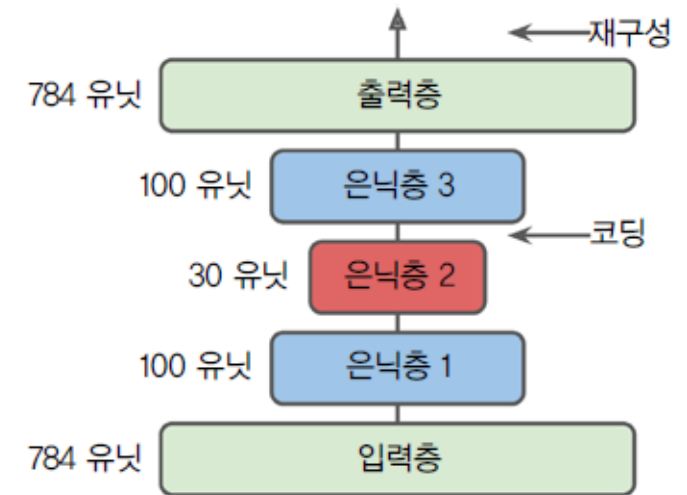 재구성
784 유닛 출력층
100 유닛 은닉층 3
코딩
30 유닛 은닉층 2
100 유닛 은닉층 1
784 유닛 입력층